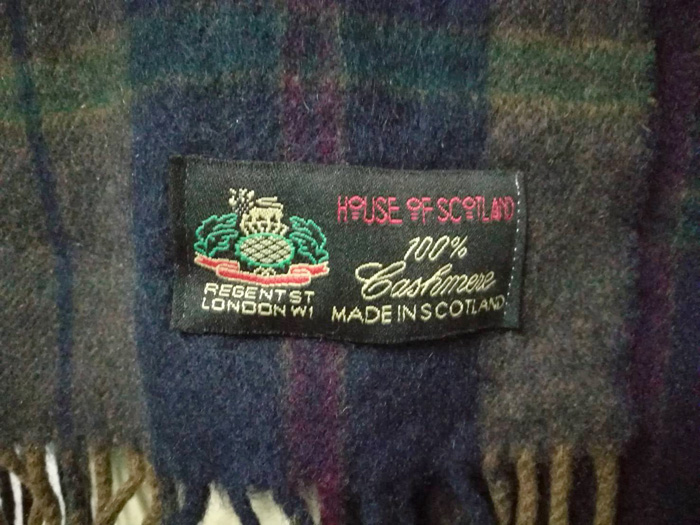 HOUSE OF SCOTLAND
100%
Cashmere
MADE IN SCOTLAND
REGENT ST
LONDON W1